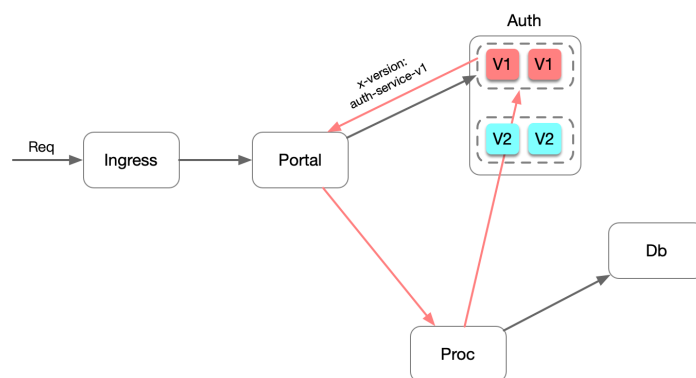 Auth
V1 V1
x-version:
auth-service-v1
Req
Ingress
Portal
V2 V2
Db
Proc